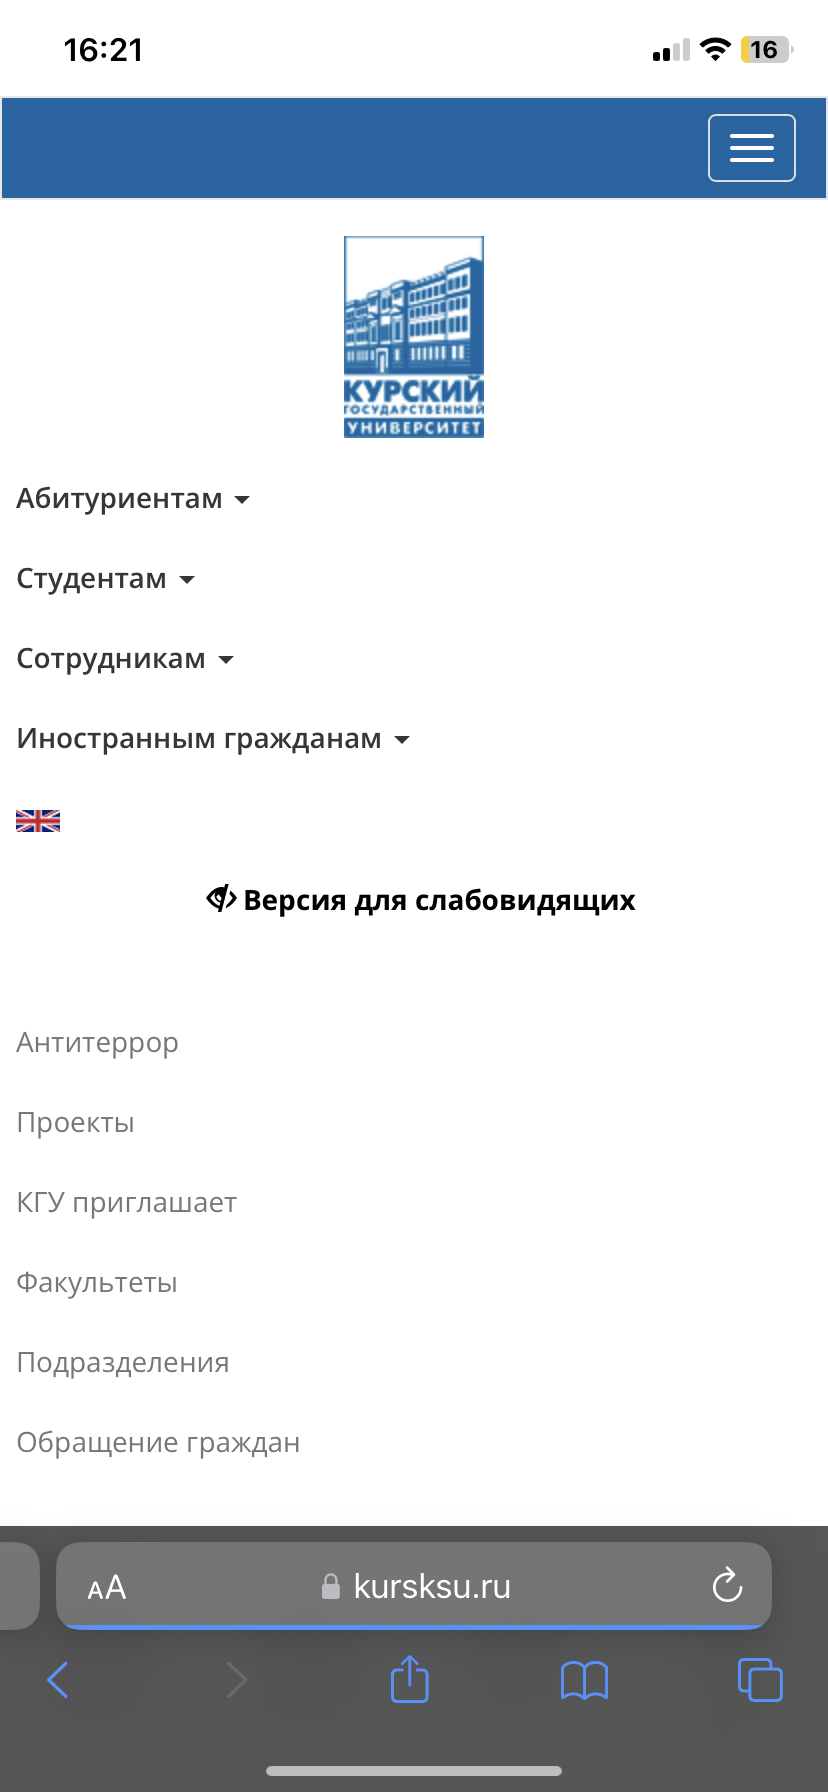 16:21
16
КУРСКИЙ
ГОСУДАРСТВЕННЫЙ
УНИВЕРСИТЕТ
Абитуриентам
Студентам
Сотрудникам
Иностранным гражданам
Версия для слабовидящих
Антитеррор
Проекты
КГУ приглашает
Факультеты
Подразделения
Обращение граждан
AA
kursksu.ru